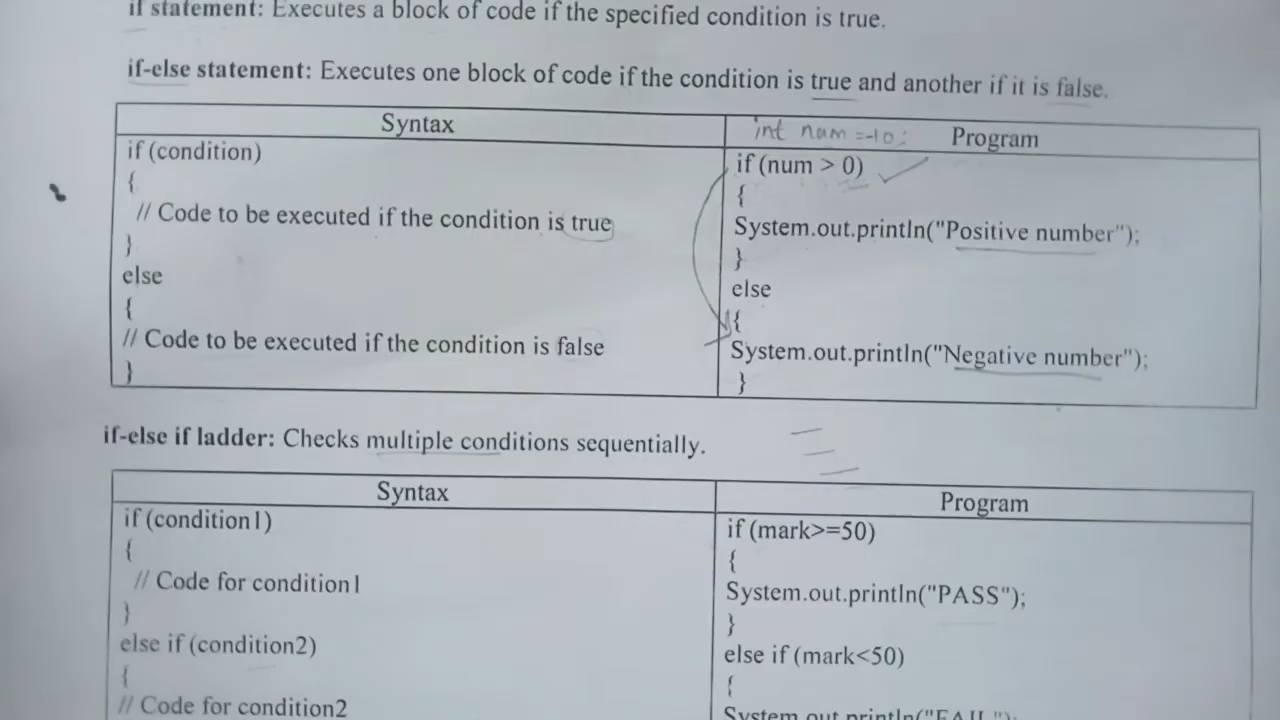 if statement: Executes a block of code if the specified condition is true.
if-else statement: Executes one block of code if the condition is true and another if it is false.
Syntax
if (condition)
{
// Code to be executed if the condition is true
}
else
{
// Code to be executed if the condition is false
}
int num =-10;
Program
if (num > 0)
{
System.out.println("Positive number");
}
else
{
System.out.println("Negative number");
}
if-else if ladder: Checks multiple conditions sequentially.
Syntax
if (condition1)
{
// Code for condition1
}
else if (condition2)
{
// Code for condition2
Program
if (mark>=50)
{
System.out.println("PASS");
}
else if (mark<50)
{
System.out.println("FAIL");